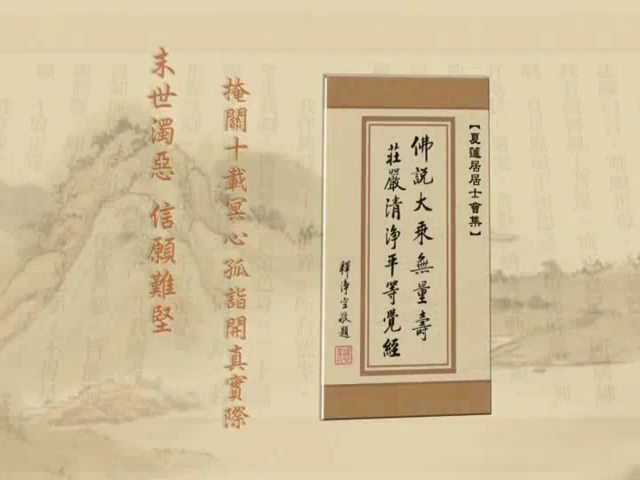 【夏蓮居居士會集】
佛説大乘無量壽
莊嚴清淨平等覺經
釋淨空敬題
掩關十載冥心孤詣開真實際
末世濁惡 信願難堅